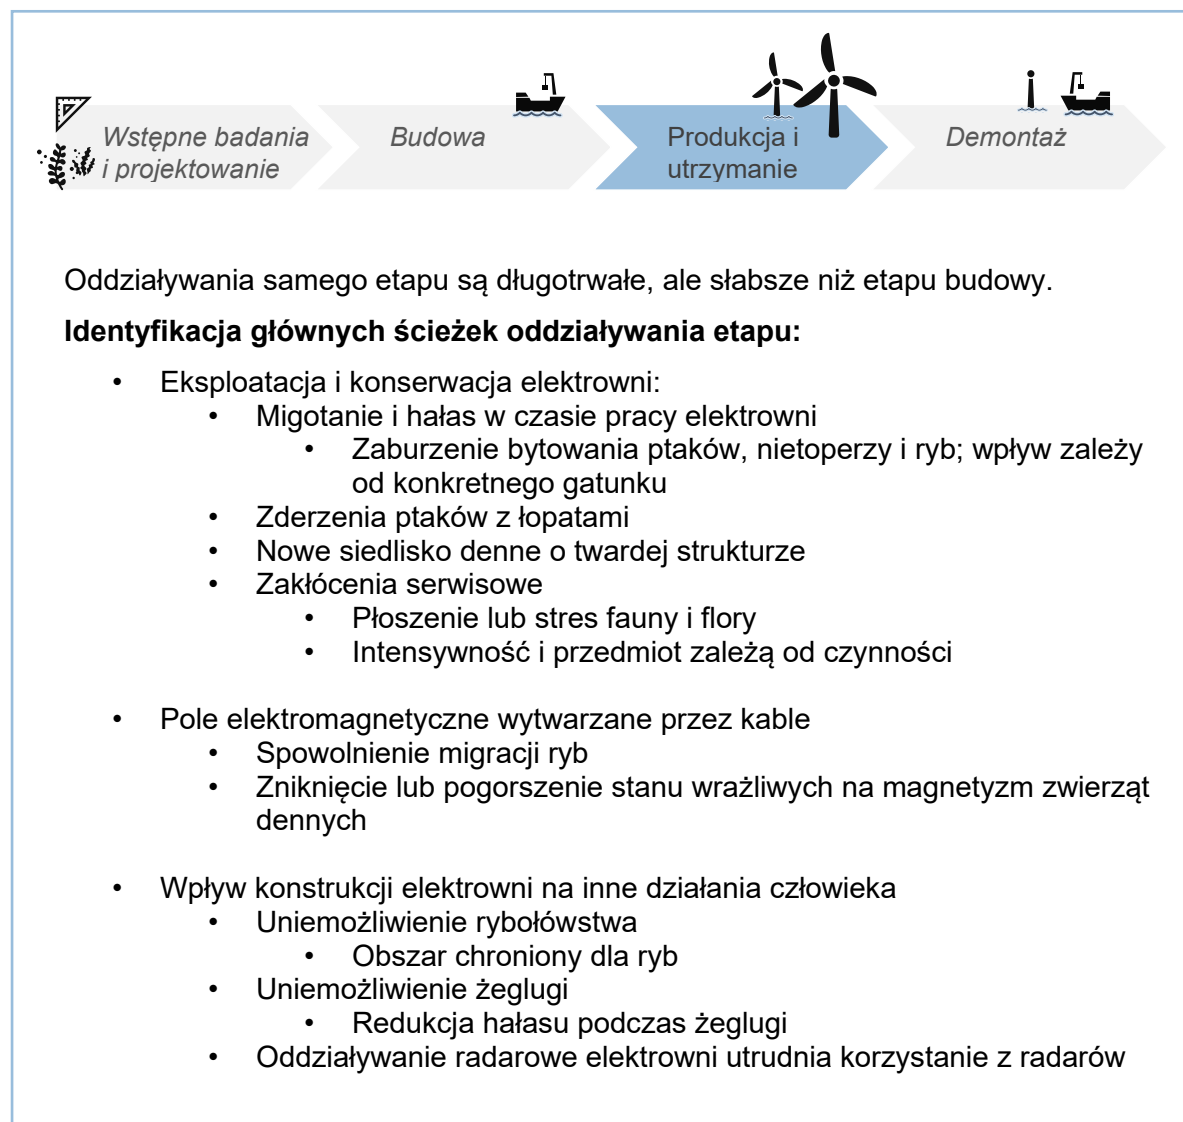 Wstępne badania
i projektowanie
Budowa
Produkcja i
utrzymanie
Demontaż
Oddziaływania samego etapu są długotrwałe, ale słabsze niż etapu budowy.
Identyfikacja głównych ścieżek oddziaływania etapu:
• Eksploatacja i konserwacja elektrowni:
• Migotanie i hałas w czasie pracy elektrowni
• Zaburzenie bytowania ptaków, nietoperzy i ryb; wpływ zależy
od konkretnego gatunku
• Zderzenia ptaków z łopatami
• Nowe siedlisko denne o twardej strukturze
• Zakłócenia serwisowe
• Płoszenie lub stres fauny i flory
• Intensywność i przedmiot zależą od czynności
• Pole elektromagnetyczne wytwarzane przez kable
• Spowolnienie migracji ryb
• Zniknięcie lub pogorszenie stanu wrażliwych na magnetyzm zwierząt
dennych
• Wpływ konstrukcji elektrowni na inne działania człowieka
• Uniemożliwienie rybołówstwa
• Obszar chroniony dla ryb
• Uniemożliwienie żeglugi
• Redukcja hałasu podczas żeglugi
• Oddziaływanie radarowe elektrowni utrudnia korzystanie z radarów